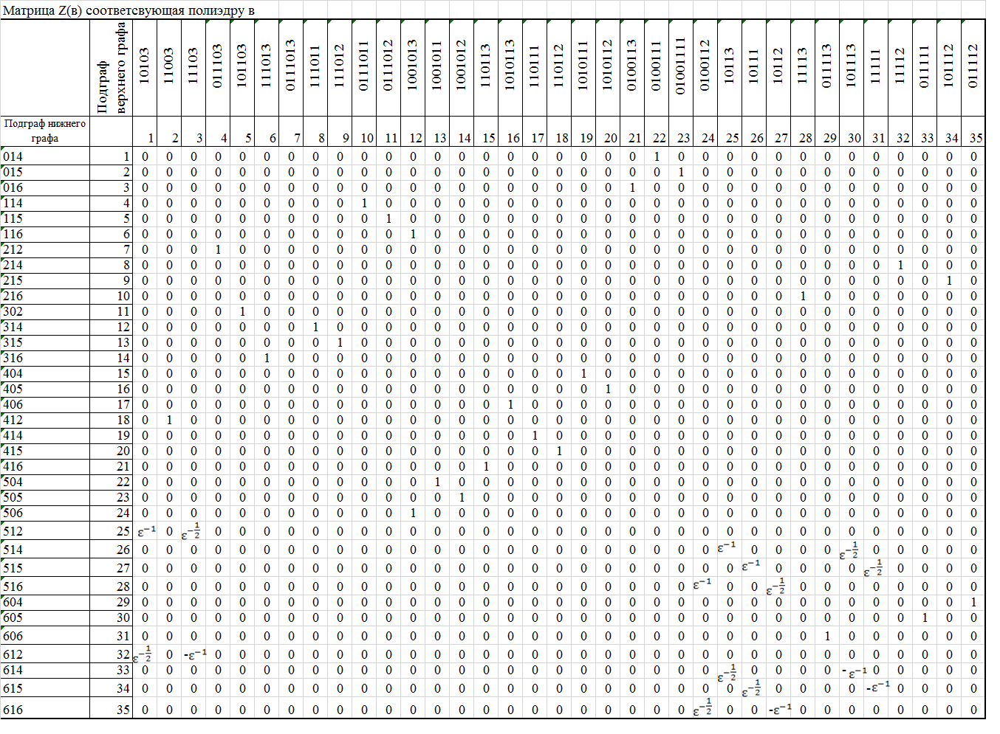 Матрица Z(в) соответсвующая полиэдру в
Подграф верхнего графа 10103 11003 11103 011103 101103 111013 0111013 111011 111012 0111011 0111012 1001013 1001011 1001012 110113 1010113 110111 110112 1010111 1010112 0100113 0100111 01001111 0100112 10113 10111 10112 11113 011113 101113 11111 11112 011111 101112 011112
Подграф нижнего
графа 1 2 3 4 5 6 7 8 9 10 11 12 13 14 15 16 17 18 19 20 21 22 23 24 25 26 27 28 29 30 31 32 33 34 35
014 1 0 0 0 0 0 0 0 0 0 0 0 0 0 0 0 0 0 0 0 0 0 1 0 0 0 0 0 0 0 0 0 0 0 0 0
015 2 0 0 0 0 0 0 0 0 0 0 0 0 0 0 0 0 0 0 0 0 0 0 1 0 0 0 0 0 0 0 0 0 0 0 0
016 3 0 0 0 0 0 0 0 0 0 0 0 0 0 0 0 0 0 0 0 0 1 0 0 0 0 0 0 0 0 0 0 0 0 0 0
114 4 0 0 0 0 0 0 0 0 0 1 0 0 0 0 0 0 0 0 0 0 0 0 0 0 0 0 0 0 0 0 0 0 0 0 0
115 5 0 0 0 0 0 0 0 0 0 0 1 0 0 0 0 0 0 0 0 0 0 0 0 0 0 0 0 0 0 0 0 0 0 0 0
116 6 0 0 0 0 0 0 0 0 0 0 0 1 0 0 0 0 0 0 0 0 0 0 0 0 0 0 0 0 0 0 0 0 0 0 0
212 7 0 0 0 1 0 0 0 0 0 0 0 0 0 0 0 0 0 0 0 0 0 0 0 0 0 0 0 0 0 0 0 0 0 0 0
214 8 0 0 0 0 0 0 0 0 0 0 0 0 0 0 0 0 0 0 0 0 0 0 0 0 0 0 0 0 0 0 0 1 0 0 0
215 9 0 0 0 0 0 0 0 0 0 0 0 0 0 0 0 0 0 0 0 0 0 0 0 0 0 0 0 0 0 0 0 0 0 1 0
216 10 0 0 0 0 0 0 0 0 0 0 0 0 0 0 0 0 0 0 0 0 0 0 0 0 0 0 0 1 0 0 0 0 0 0 0
302 11 0 0 0 0 1 0 0 0 0 0 0 0 0 0 0 0 0 0 0 0 0 0 0 0 0 0 0 0 0 0 0 0 0 0 0
314 12 0 0 0 0 0 0 0 1 0 0 0 0 0 0 0 0 0 0 0 0 0 0 0 0 0 0 0 0 0 0 0 0 0 0 0
315 13 0 0 0 0 0 0 0 0 1 0 0 0 0 0 0 0 0 0 0 0 0 0 0 0 0 0 0 0 0 0 0 0 0 0 0
316 14 0 0 0 0 0 1 0 0 0 0 0 0 0 0 0 0 0 0 0 0 0 0 0 0 0 0 0 0 0 0 0 0 0 0 0
404 15 0 0 0 0 0 0 0 0 0 0 0 0 0 0 0 0 0 0 1 0 0 0 0 0 0 0 0 0 0 0 0 0 0 0 0
405 16 0 0 0 0 0 0 0 0 0 0 0 0 0 0 0 0 0 0 0 1 0 0 0 0 0 0 0 0 0 0 0 0 0 0 0
406 17 0 0 0 0 0 0 0 0 0 0 0 0 0 0 0 1 0 0 0 0 0 0 0 0 0 0 0 0 0 0 0 0 0 0 0
412 18 0 1 0 0 0 0 0 0 0 0 0 0 0 0 0 0 0 0 0 0 0 0 0 0 0 0 0 0 0 0 0 0 0 0 0
414 19 0 0 0 0 0 0 0 0 0 0 0 0 0 0 0 0 1 0 0 0 0 0 0 0 0 0 0 0 0 0 0 0 0 0 0
415 20 0 0 0 0 0 0 0 0 0 0 0 0 0 0 0 0 0 1 0 0 0 0 0 0 0 0 0 0 0 0 0 0 0 0 0
416 21 0 0 0 0 0 0 0 0 0 0 0 0 0 0 1 0 0 0 0 0 0 0 0 0 0 0 0 0 0 0 0 0 0 0 0
504 22 0 0 0 0 0 0 0 0 0 0 0 0 1 0 0 0 0 0 0 0 0 0 0 0 0 0 0 0 0 0 0 0 0 0 0
505 23 0 0 0 0 0 0 0 0 0 0 0 0 0 1 0 0 0 0 0 0 0 0 0 0 0 0 0 0 0 0 0 0 0 0 0
506 24 0 0 0 0 0 0 0 0 0 0 0 1 0 0 0 0 0 0 0 0 0 0 0 0 0 0 0 0 0 0 0 0 0 0 0
512 25 ε⁻¹ 0 ε^(-1/2) 0 0 0 0 0 0 0 0 0 0 0 0 0 0 0 0 0 0 0 0 0 0 0 0 0 0 0 0 0 0 0 0
514 26 0 0 0 0 0 0 0 0 0 0 0 0 0 0 0 0 0 0 0 0 0 0 0 0 ε⁻¹ 0 0 0 0 ε^(-1/2) 0 0 0 0 0
515 27 0 0 0 0 0 0 0 0 0 0 0 0 0 0 0 0 0 0 0 0 0 0 0 0 0 ε⁻¹ 0 0 0 0 ε^(-1/2) 0 0 0 0
516 28 0 0 0 0 0 0 0 0 0 0 0 0 0 0 0 0 0 0 0 0 0 0 0 ε⁻¹ 0 0 ε^(-1/2) 0 0 0 0 0 0 0 0
604 29 0 0 0 0 0 0 0 0 0 0 0 0 0 0 0 0 0 0 0 0 0 0 0 0 0 0 0 0 0 0 0 0 0 0 1
605 30 0 0 0 0 0 0 0 0 0 0 0 0 0 0 0 0 0 0 0 0 0 0 0 0 0 0 0 0 0 0 0 0 1 0 0
606 31 0 0 0 0 0 0 0 0 0 0 0 0 0 0 0 0 0 0 0 0 0 0 0 0 0 0 0 0 1 0 0 0 0 0 0
612 32 ε^(-1/2) 0 -ε⁻¹ 0 0 0 0 0 0 0 0 0 0 0 0 0 0 0 0 0 0 0 0 0 0 0 0 0 0 0 0 0 0 0 0
614 33 0 0 0 0 0 0 0 0 0 0 0 0 0 0 0 0 0 0 0 0 0 0 0 0 ε^(-1/2) 0 0 0 0 -ε⁻¹ 0 0 0 0 0
615 34 0 0 0 0 0 0 0 0 0 0 0 0 0 0 0 0 0 0 0 0 0 0 0 0 0 ε^(-1/2) 0 0 0 0 -ε⁻¹ 0 0 0 0
616 35 0 0 0 0 0 0 0 0 0 0 0 0 0 0 0 0 0 0 0 0 0 0 0 ε^(-1/2) 0 0 -ε⁻¹ 0 0 0 0 0 0 0 0